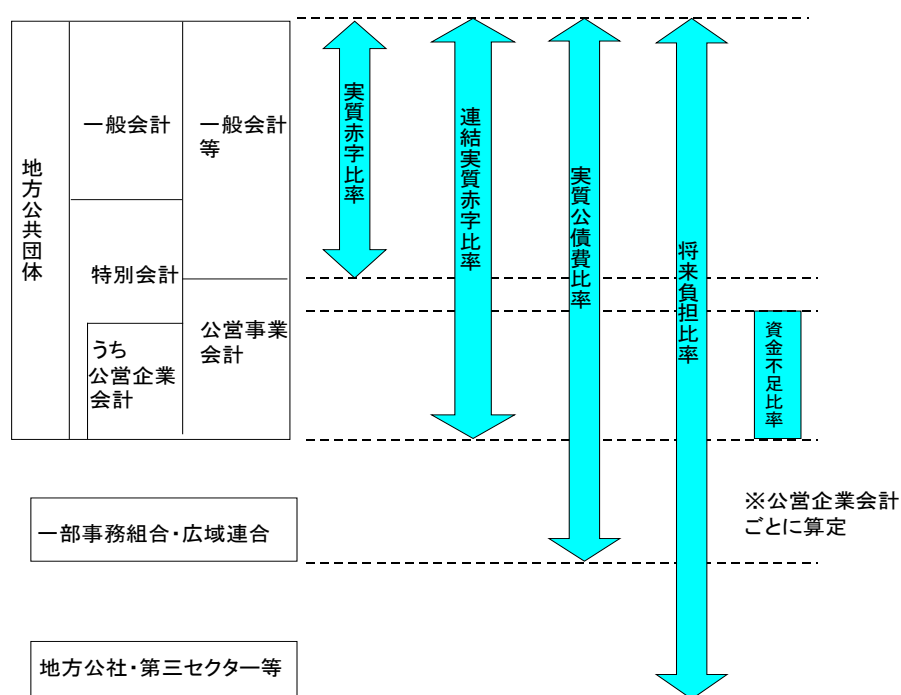 地方公共団体
一般会計
一般会計
等
特別会計
うち
公営企業
会計
公営事業
会計
実質赤字比率
連結実質赤字比率
実質公債費比率
将来負担比率
資金不足比率
※公営企業会計
ごとに算定
一部事務組合・広域連合
地方公社・第三セクター等